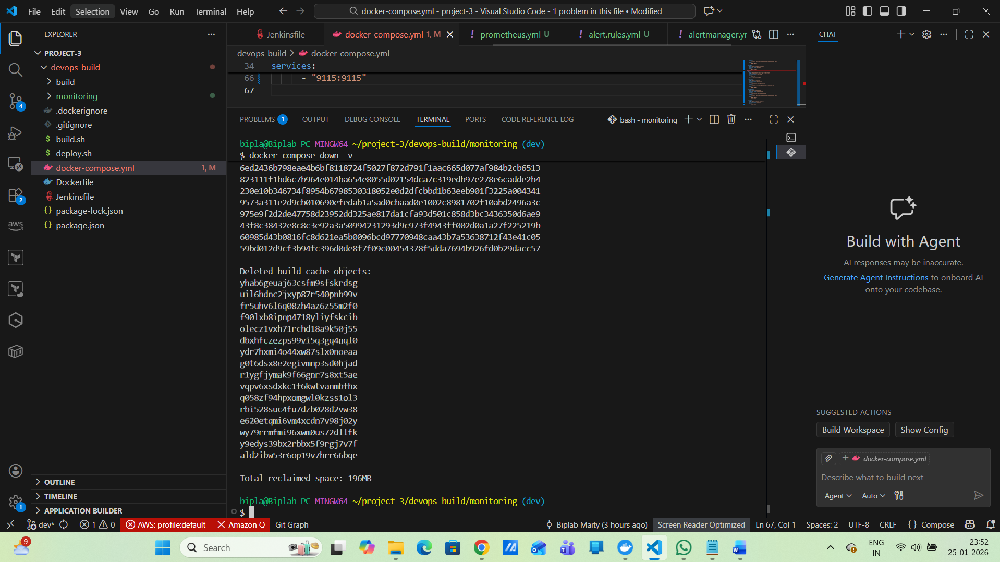 File Edit Selection View Go Run Terminal Help
docker-compose.yml - project-3 - Visual Studio Code - 1 problem in this file • Modified
EXPLORER
PROJECT-3
devops-build
build
monitoring
.dockerignore
.gitignore
build.sh
deploy.sh
docker-compose.yml 1, M
Dockerfile
Jenkinsfile
package-lock.json
package.json
OUTLINE
TIMELINE
APPLICATION BUILDER
4
2
aws
1
Jenkinsfile
docker-compose.yml 1, M
prometheus.yml U
alert.rules.yml U
alertmanager.yr
devops-build > docker-compose.yml
34 services:
66 - "9115:9115"
67
PROBLEMS 1 OUTPUT DEBUG CONSOLE TERMINAL PORTS CODE REFERENCE LOG
bash - monitoring
bipla@Biplab_PC MINGW64 ~/project-3/devops-build/monitoring (dev)
$ docker-compose down -v
6ed2436b798eae4b6bf8118724f5027f872d791f1aac665d077af984b2cb6513
823111f1bd6c7b964e014ba654e8055d02154dca7c319edb97e278e6cadde2b4
230e10b346734f8954b6798530318052e0d2dfcbbd1b63eeb901f3225a004341
9573a311e2d9cb010690efedab1a5ad0cbaad0e1002c8981702f10abd2496a3c
975e9f2d2de47758d23952dd325ae817da1cfa93d501c858d3bc3436350d6ae9
43f8c38432e8c8c3e92a3a50994231293d9c973f4943ff002d0a1a27f225219b
60985d43b0816fc8d621ea5b0096bcd97770948caa43b7a53638712f43e41c05
59bd012d9cf3b94fc396d0de8f7f09c00454378f5dda7694b926fd0b29dacc57
Deleted build cache objects:
yhab6geuaj63csfm9sfskrdsg
uil6hdnc2jxyp87r540pnb99v
fr5uhv6l6q08zh4az6z55m2f0
f90lxb8ipnp4718yliyfskcib
olecz1vxh71rchd18a9k50j55
dbxhfczezps99vi5q3gq4nql0
ydr7hxmi4o44xw87slx0noeaa
g0t6dsx8e2egivmnp3sd0hjad
r1ygfjymak9f66gnr7s8xt5ae
vqpv6xsdxkc1f6kwtvanmbfhx
q058zf94hpxomgwl0kzss1ol3
rbi528suc4fu7dzb028d2vw38
e620etqmi6vm4xcdn7v98j02y
wy79rrmfmi96xwm0us72dllfk
y9edys39bx2rbbx5f9rgj7v7f
ald2ibw53r6op19v7hrr66bqe
Total reclaimed space: 196MB
bipla@Biplab_PC MINGW64 ~/project-3/devops-build/monitoring (dev)
$
CHAT
Build with Agent
AI responses may be inaccurate.
Generate Agent Instructions to onboard AI
onto your codebase.
SUGGESTED ACTIONS
Build Workspace Show Config
docker-compose.yml
Describe what to build next
Agent Auto
dev* 1 0 AWS: profile:default Amazon Q Git Graph
Biplab Maity (3 hours ago) Screen Reader Optimized Ln 67, Col 1 Spaces: 2 UTF-8 CRLF {} Compose
9 Search
ENG
IN
23:52
25-01-2026